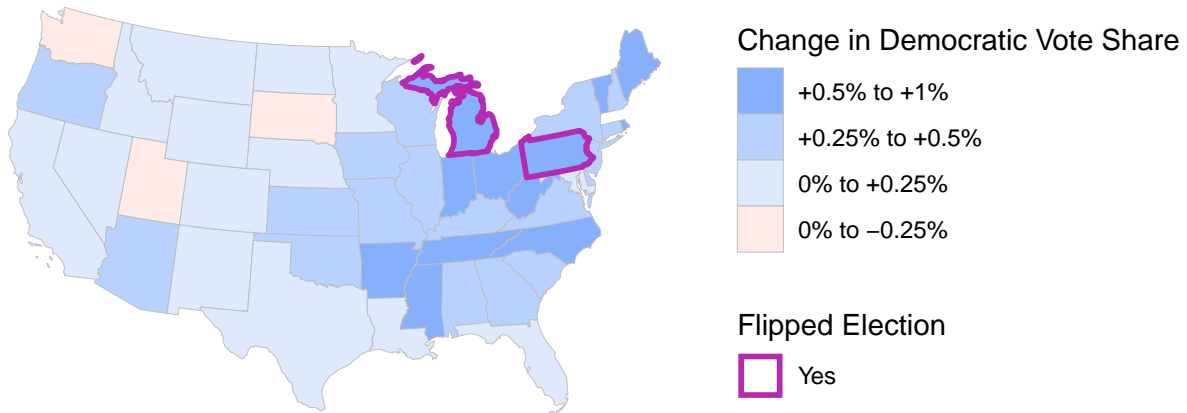 Change in Democratic Vote Share
+0.5% to +1%
+0.25% to +0.5%
0% to +0.25%
0% to −0.25%
Flipped Election
Yes